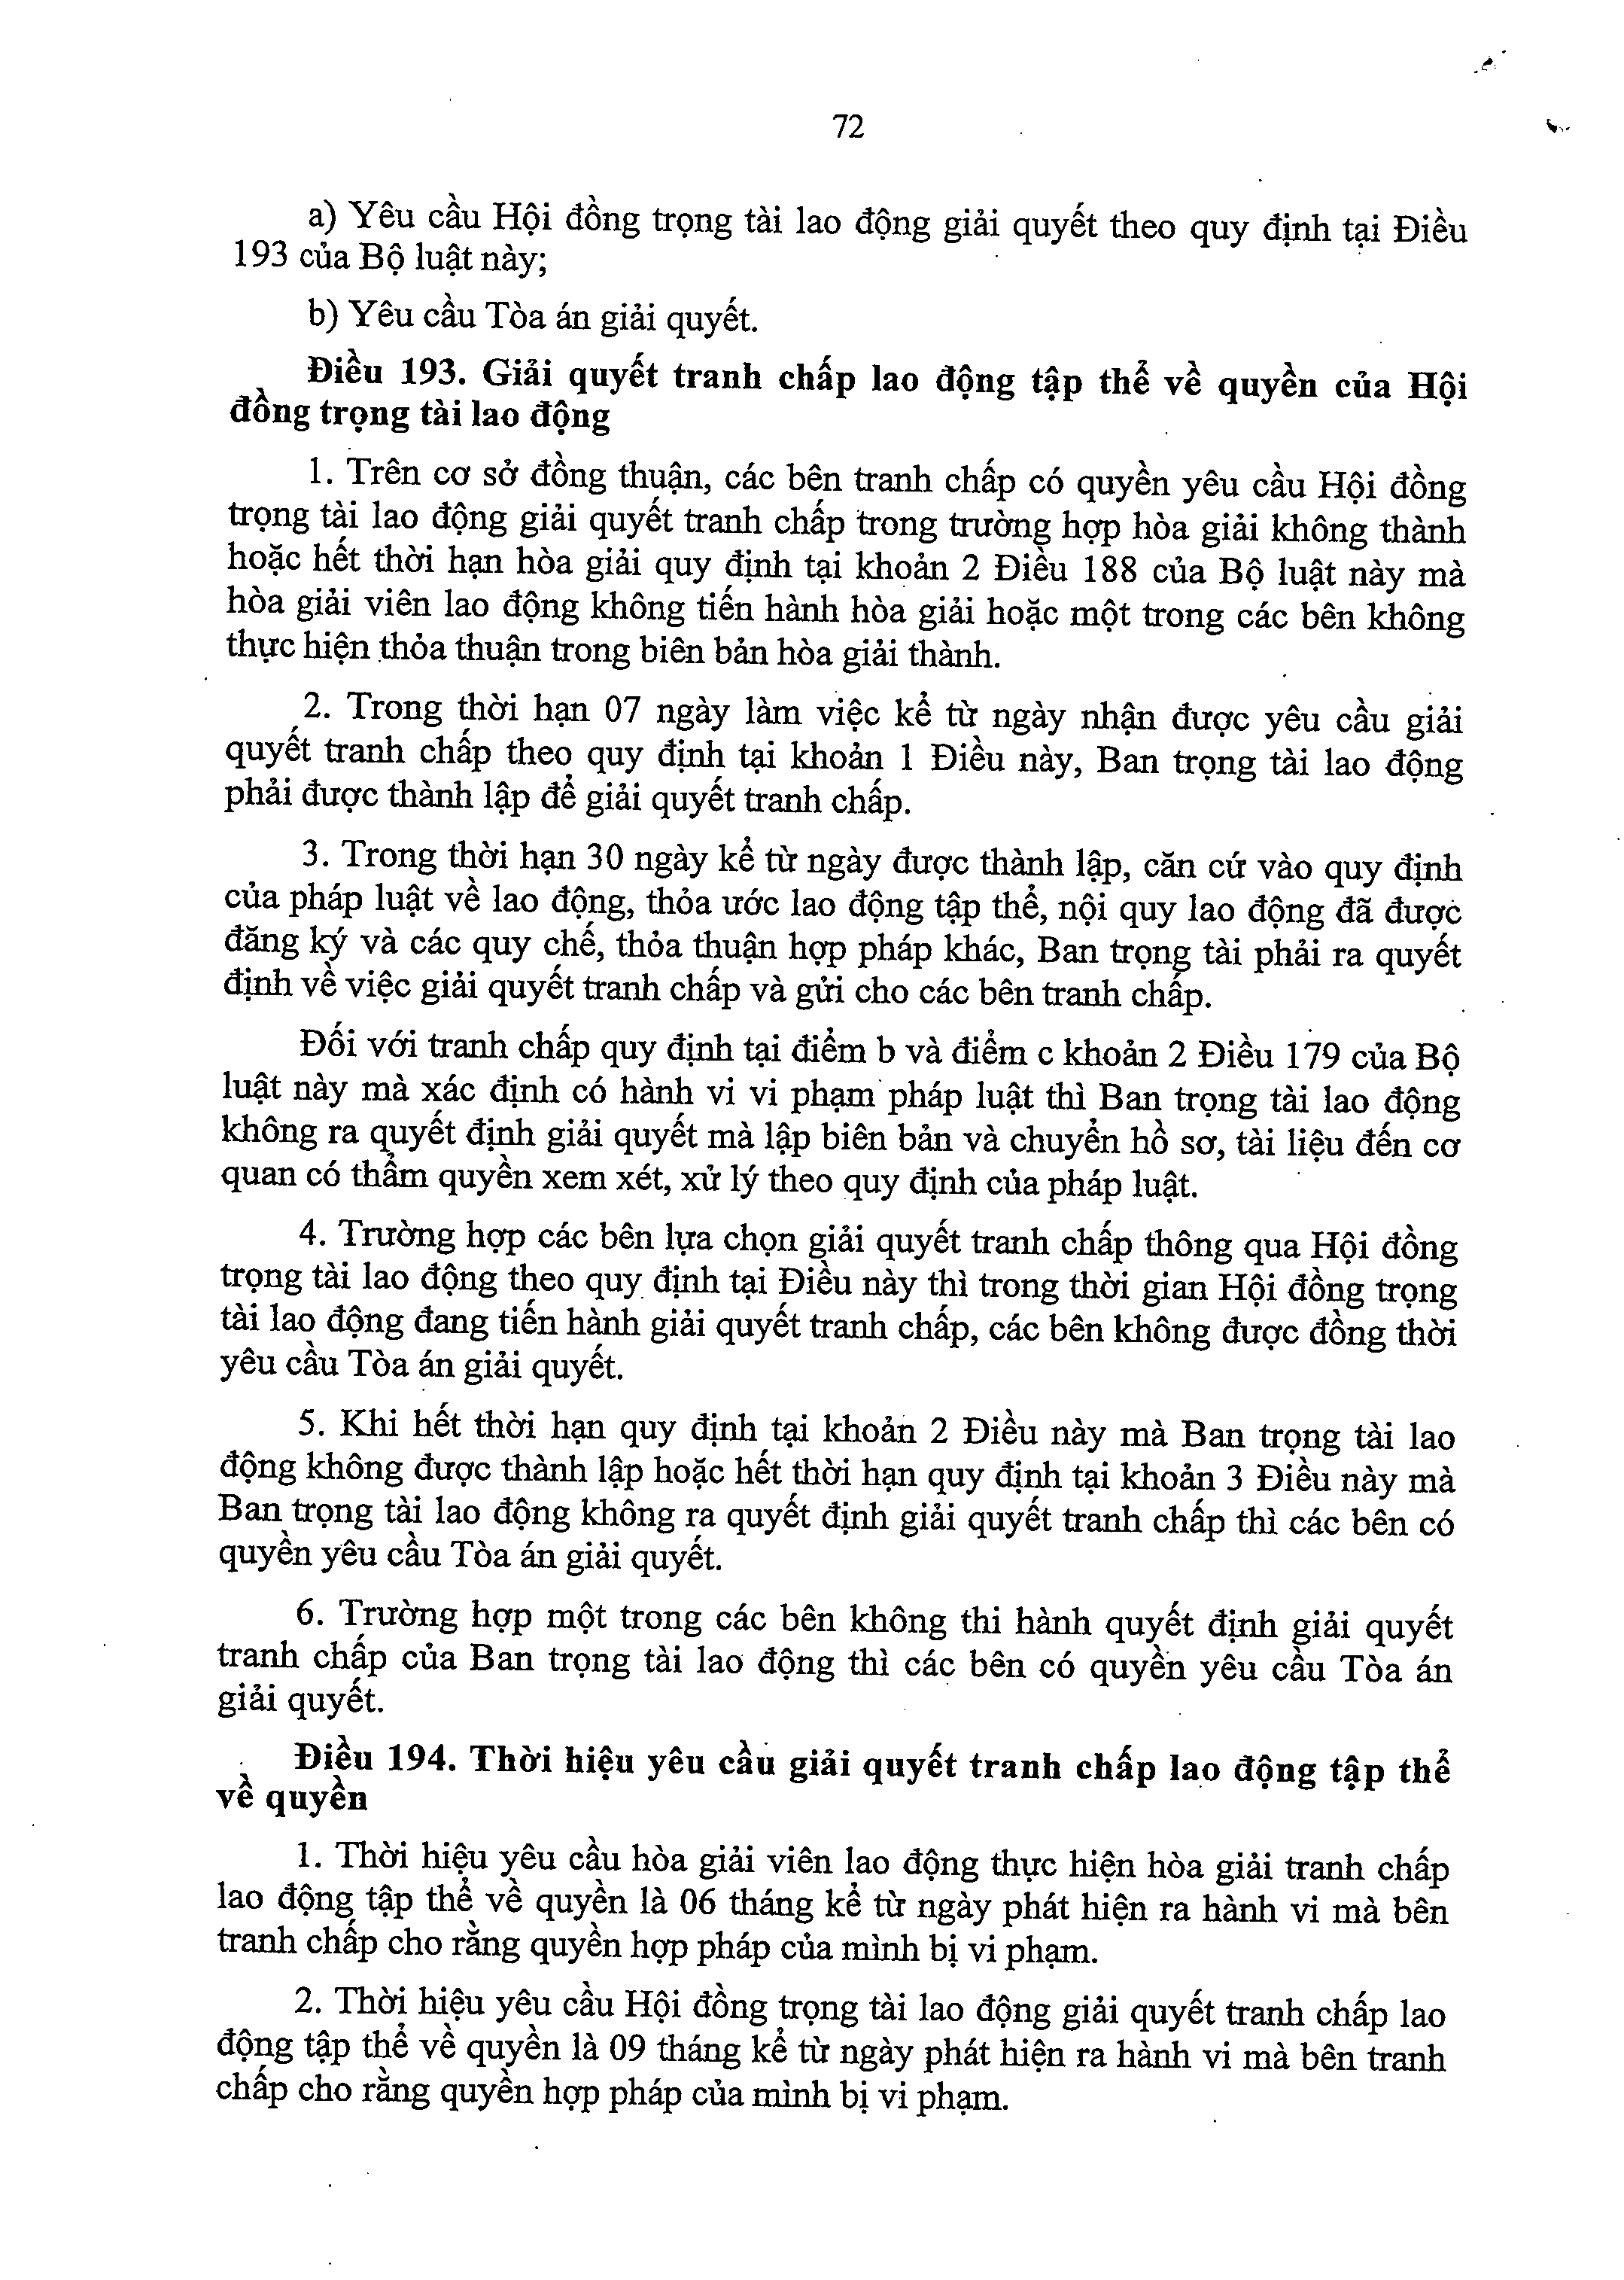 72
a) Yêu cầu Hội đồng trọng tài lao động giải quyết theo quy định tại Điều
193 của Bộ luật này;
b) Yêu cầu Tòa án giải quyết.
Điều 193. Giải quyết tranh chấp lao động tập thể về quyền của Hội
đồng trọng tài lao động
1. Trên cơ sở đồng thuận, các bên tranh chấp có quyền yêu cầu Hội đồng
trọng tài lao động giải quyết tranh chấp trong trường hợp hòa giải không thành
hoặc hết thời hạn hòa giải quy định tại khoản 2 Điều 188 của Bộ luật này mà
hòa giải viên lao động không tiến hành hòa giải hoặc một trong các bên không
thực hiện thỏa thuận trong biên bản hòa giải thành.
2. Trong thời hạn 07 ngày làm việc kể từ ngày nhận được yêu cầu giải
quyết tranh chấp theo quy định tại khoản 1 Điều này, Ban trọng tài lao động
phải được thành lập để giải quyết tranh chấp.
3. Trong thời hạn 30 ngày kể từ ngày được thành lập, căn cứ vào quy định
của pháp luật về lao động, thỏa ước lao động tập thể, nội quy lao động đã được
đăng ký và các quy chế, thỏa thuận hợp pháp khác, Ban trọng tài phải ra quyết
định về việc giải quyết tranh chấp và gửi cho các bên tranh chấp.
Đối với tranh chấp quy định tại điểm b và điểm c khoản 2 Điều 179 của Bộ
luật này mà xác định có hành vi vi phạm pháp luật thì Ban trọng tài lao động
không ra quyết định giải quyết mà lập biên bản và chuyển hồ sơ, tài liệu đến cơ
quan có thẩm quyền xem xét, xử lý theo quy định của pháp luật.
4. Trường hợp các bên lựa chọn giải quyết tranh chấp thông qua Hội đồng
trọng tài lao động theo quy định tại Điều này thì trong thời gian Hội đồng trọng
tài lao động đang tiến hành giải quyết tranh chấp, các bên không được đồng thời
yêu cầu Tòa án giải quyết.
5. Khi hết thời hạn quy định tại khoản 2 Điều này mà Ban trọng tài lao
động không được thành lập hoặc hết thời hạn quy định tại khoản 3 Điều này mà
Ban trọng tài lao động không ra quyết định giải quyết tranh chấp thì các bên có
quyền yêu cầu Tòa án giải quyết.
6. Trường hợp một trong các bên không thi hành quyết định giải quyết
tranh chấp của Ban trọng tài lao động thì các bên có quyền yêu cầu Tòa án
giải quyết.
Điều 194. Thời hiệu yêu cầu giải quyết tranh chấp lao động tập thể
về quyền
1. Thời hiệu yêu cầu hòa giải viên lao động thực hiện hòa giải tranh chấp
lao động tập thể về quyền là 06 tháng kể từ ngày phát hiện ra hành vi mà bên
tranh chấp cho rằng quyền hợp pháp của mình bị vi phạm.
2. Thời hiệu yêu cầu Hội đồng trọng tài lao động giải quyết tranh chấp lao
động tập thể về quyền là 09 tháng kể từ ngày phát hiện ra hành vi mà bên tranh
chấp cho rằng quyền hợp pháp của mình bị vi phạm.